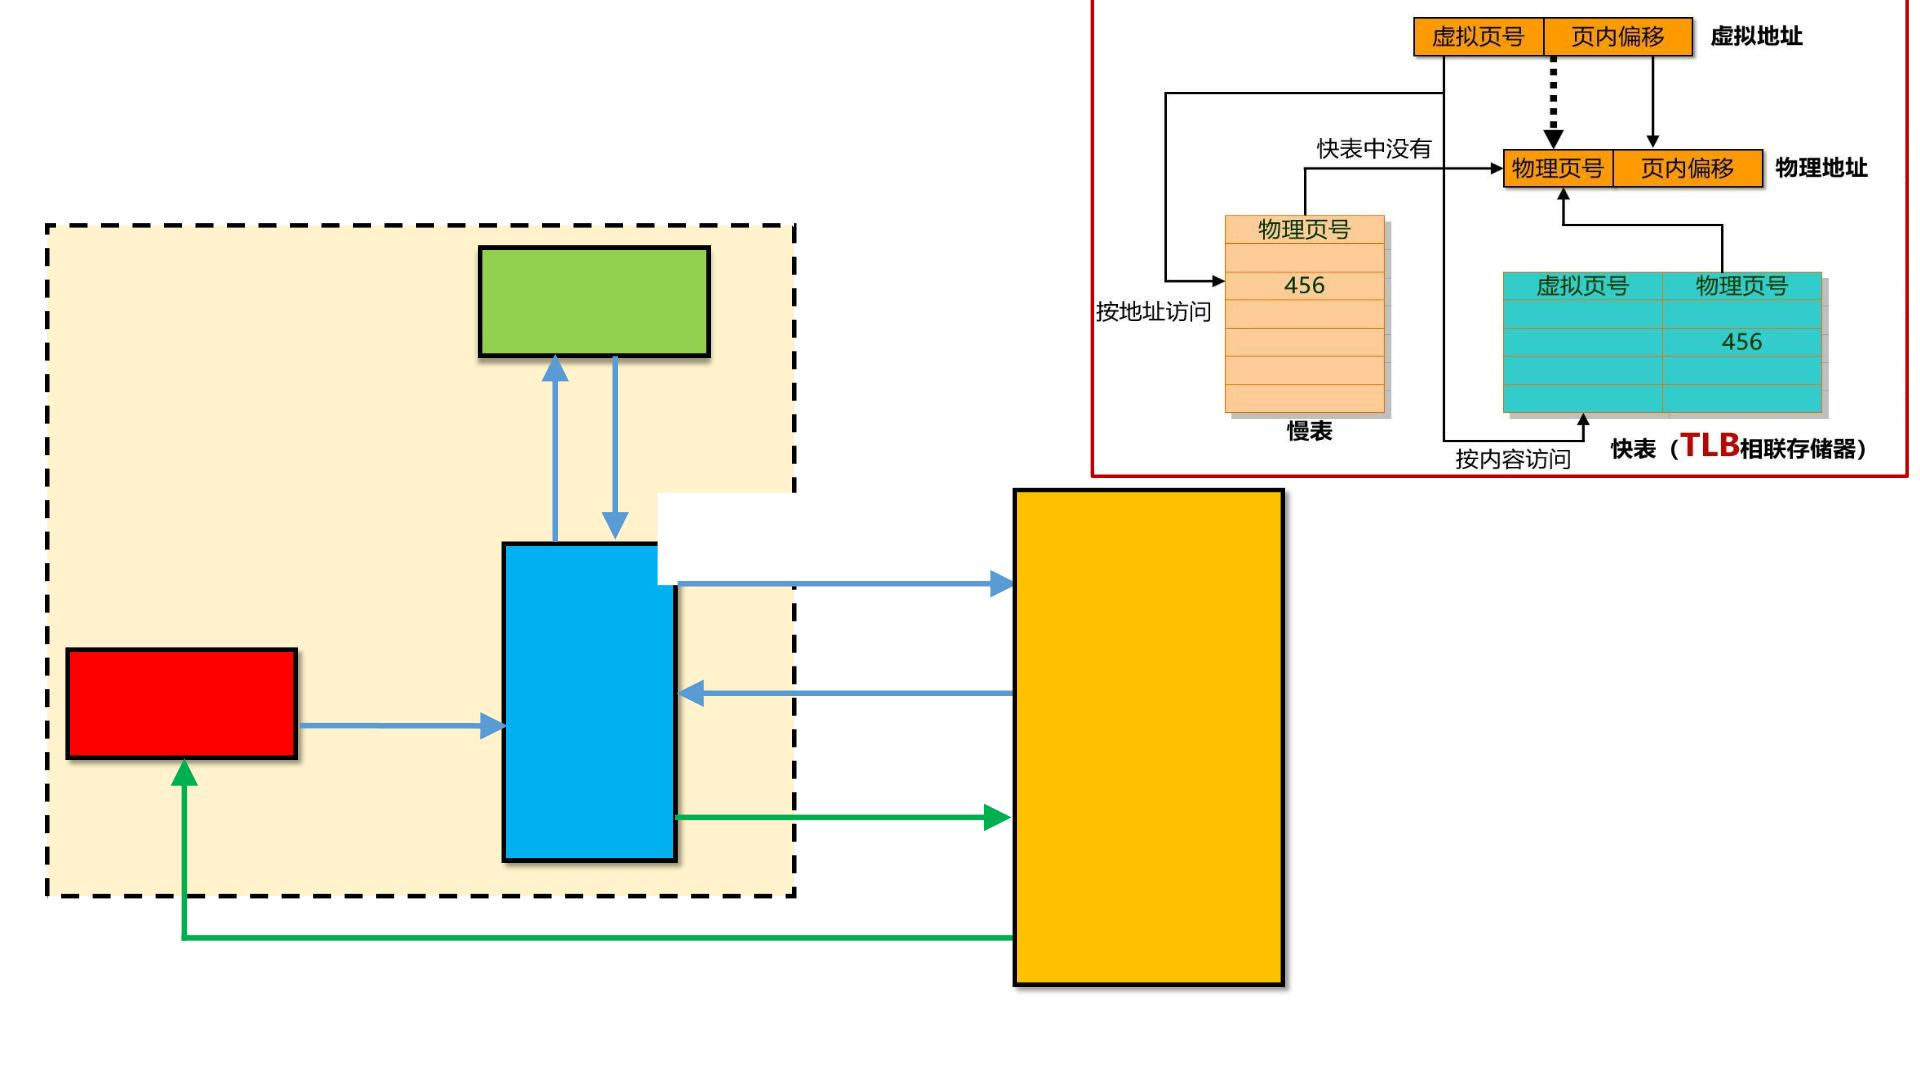 虚拟页号 页内偏移 虚拟地址
快表中没有
物理页号 页内偏移 物理地址
物理页号
456
按地址访问
慢表
虚拟页号 物理页号
456
按内容访问
快表（TLB相联存储器）